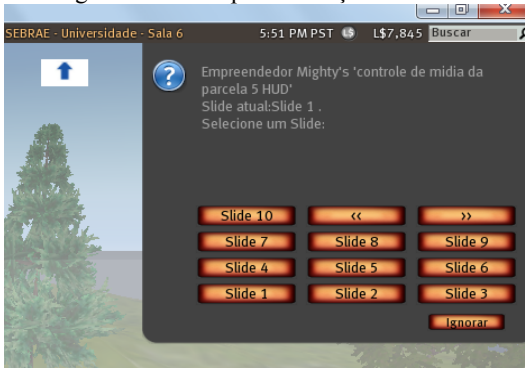 SEBRAE - Universidade - Sala 6
5:51 PM PST
L$7,845
Buscar
Empreendedor Mighty's 'controle de midia da
parcela 5 HUD'
Slide atual:Slide 1 .
Selecione um Slide:
Slide 10
<<
>>
Slide 7
Slide 8
Slide 9
Slide 4
Slide 5
Slide 6
Slide 1
Slide 2
Slide 3
Ignorar